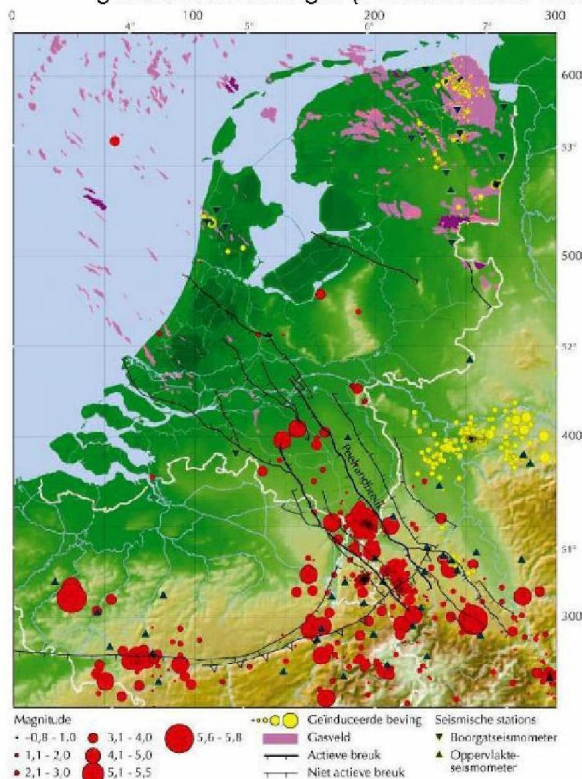 0 100 200 300
4° 5° 6° 7°
600
53°
500
52°
400
51°
300
Peelrandbreuk
Magnitude
-0,8 - 1.0
1,1 - 2,0
2,1 - 3,0
3,1 - 4,0
4,1 - 5,0
5,1 - 5,5
5,6 - 5.8
Geïnduceerde beving
Gasveld
Actieve breuk
Niet actieve breuk
Seismische stations
Boorgatseismometer
Oppervlakte-
seismometer